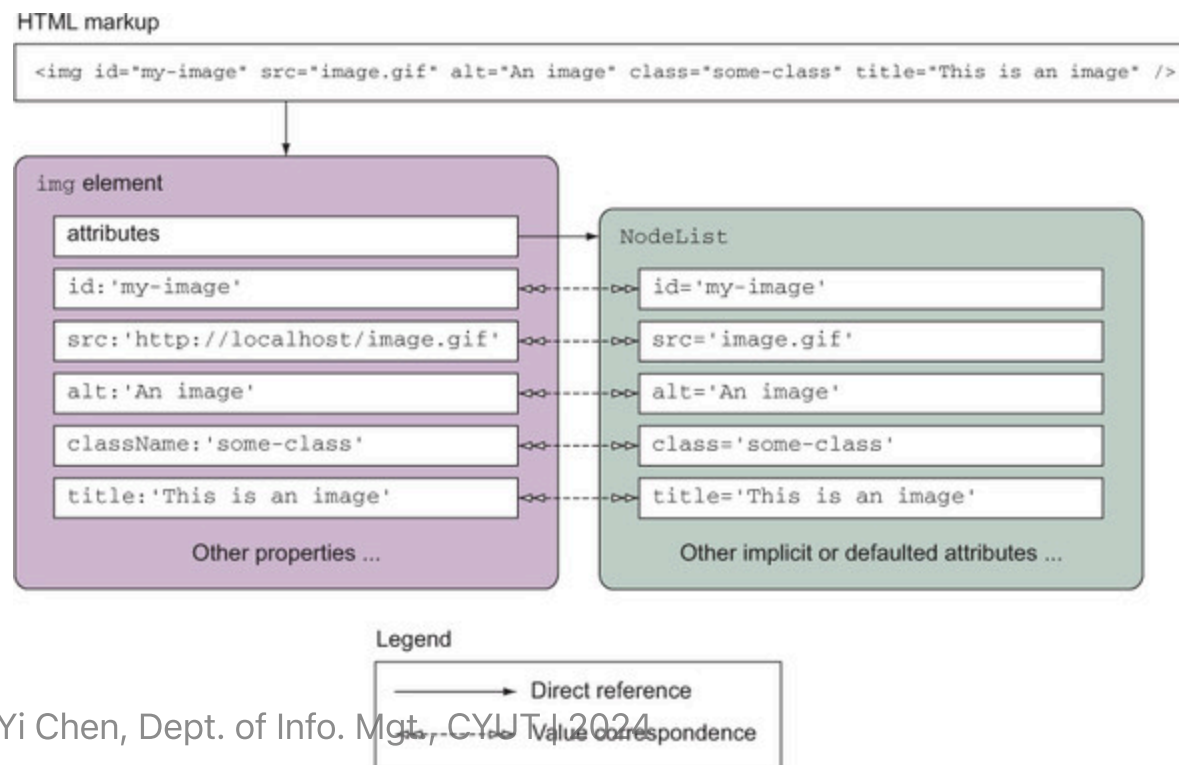 HTML markup
<img id="my-image" src="image.gif" alt="An image" class="some-class" title="This is an image" />
img element
attributes
id:'my-image'
src:'http://localhost/image.gif'
alt:'An image'
className:'some-class'
title:'This is an image'
Other properties ...
NodeList
id='my-image'
src='image.gif'
alt='An image'
class='some-class'
title='This is an image'
Other implicit or defaulted attributes ...
Legend
Direct reference
Value correspondence
Yi Chen, Dept. of Info. Mgt., CYUT | 2024